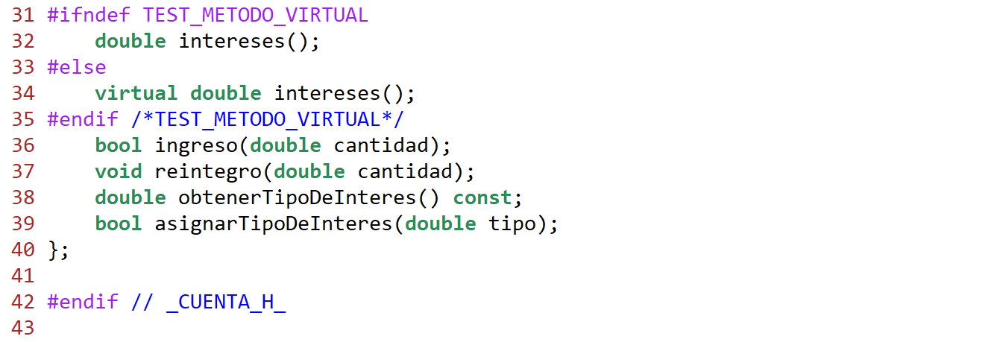 31 #ifndef TEST_METODO_VIRTUAL
32     double intereses();
33 #else
34     virtual double intereses();
35 #endif /*TEST_METODO_VIRTUAL*/
36     bool ingreso(double cantidad);
37     void reintegro(double cantidad);
38     double obtenerTipoDeInteres() const;
39     bool asignarTipoDeInteres(double tipo);
40 };
41
42 #endif // _CUENTA_H_
43